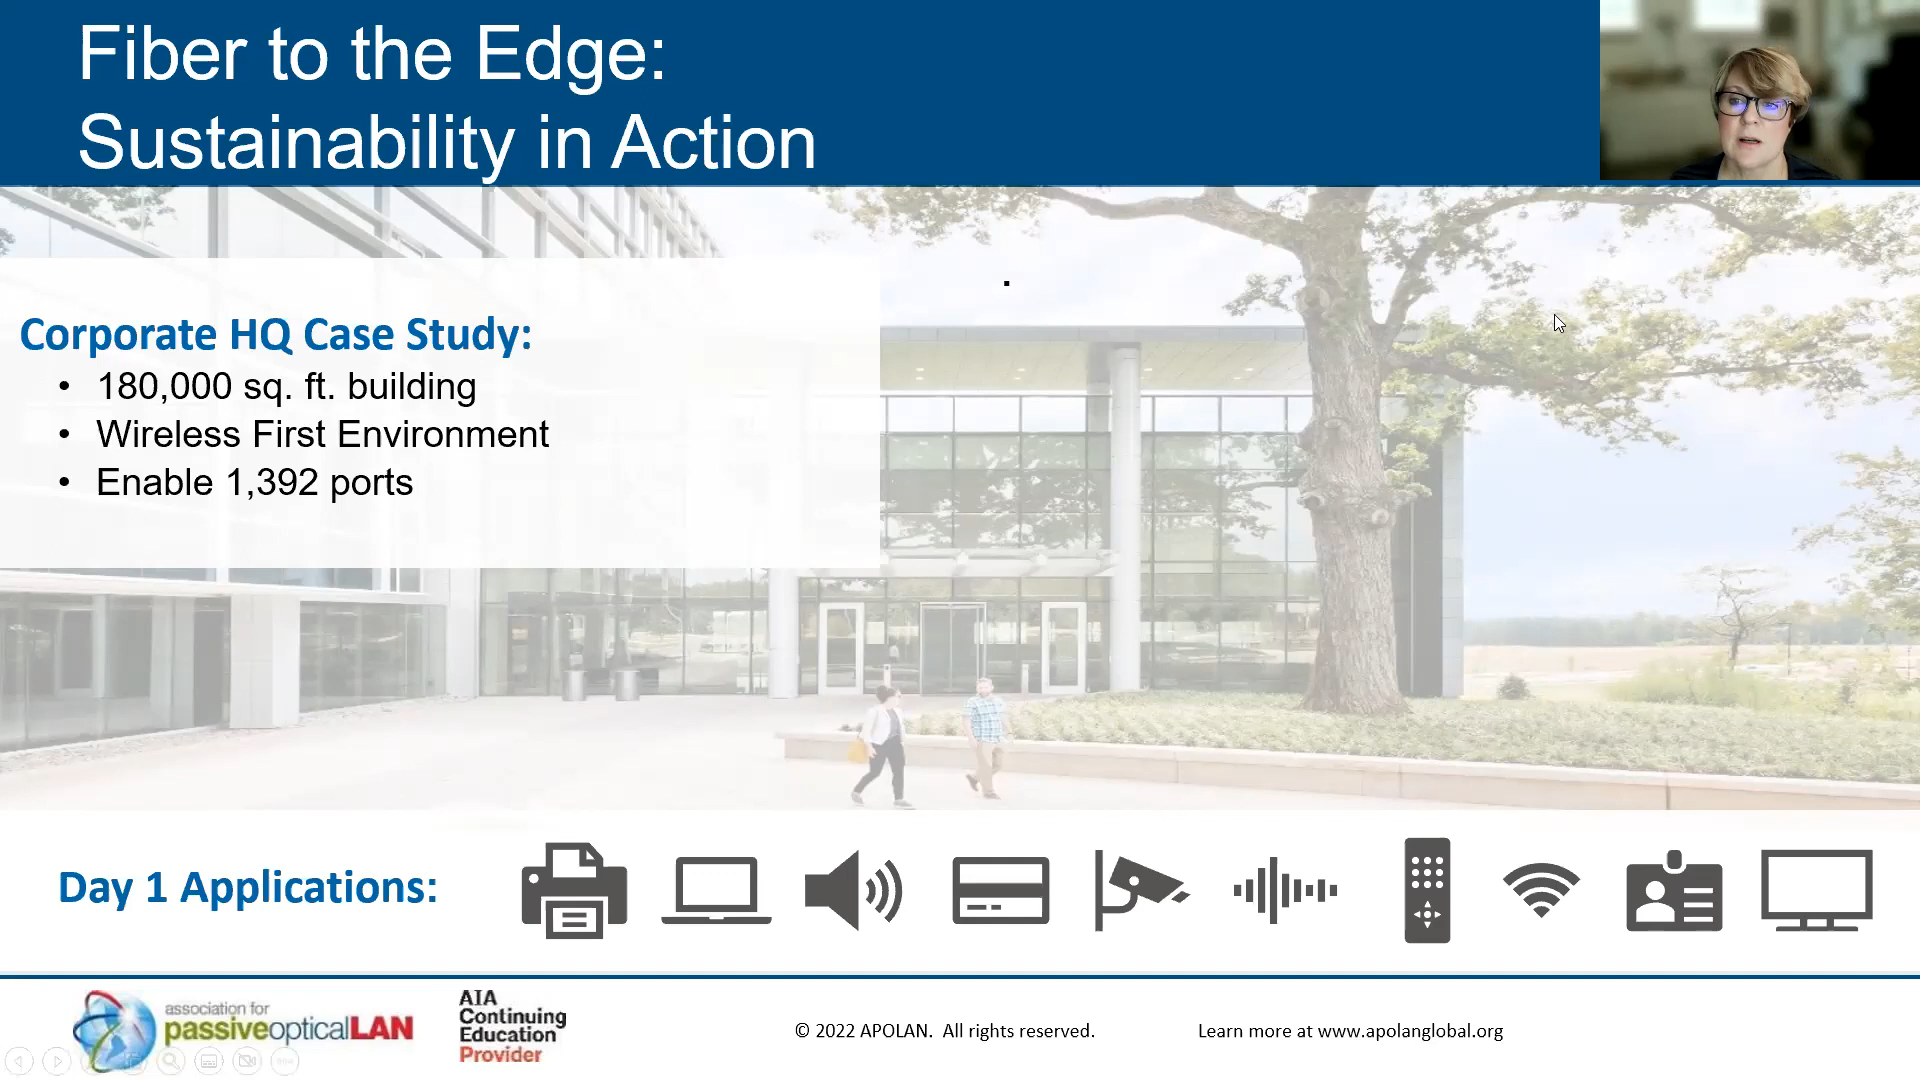 Fiber to the Edge:
Sustainability in Action
Corporate HQ Case Study:
• 180,000 sq. ft. building
• Wireless First Environment
• Enable 1,392 ports
Day 1 Applications:
association for
passiveopticalLAN
AIA
Continuing
Education
Provider
© 2022 APOLAN. All rights reserved.
Learn more at www.apolanglobal.org